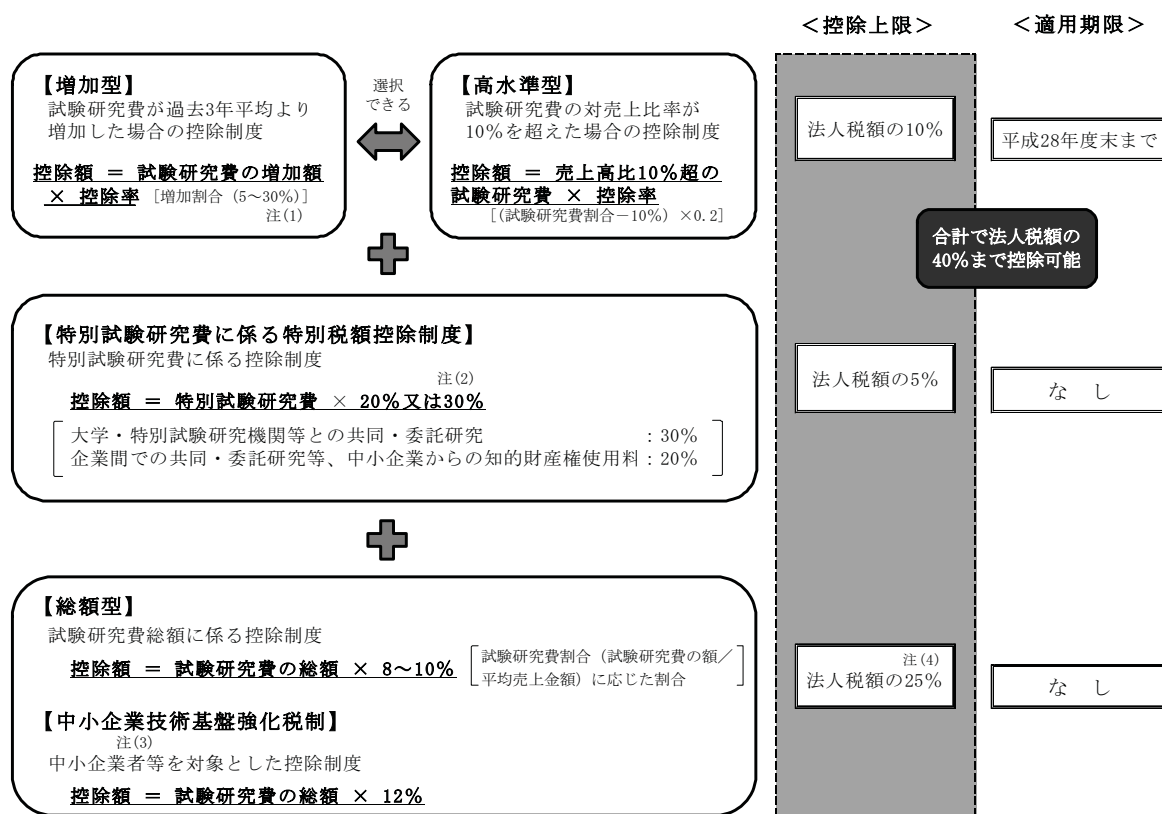 ＜控除上限＞
＜適用期限＞
【増加型】
試験研究費が過去3年平均より
増加した場合の控除制度
控除額 ＝ 試験研究費の増加額
× 控除率 [増加割合（5～30％）]
注(1)
選択
できる
【高水準型】
試験研究費の対売上比率が
10％を超えた場合の控除制度
控除額 ＝ 売上高比10％超の
試験研究費 × 控除率
[(試験研究費割合－10％) ×0.2]
法人税額の10％
平成28年度末まで
合計で法人税額の
40％まで控除可能
【特別試験研究費に係る特別税額控除制度】
特別試験研究費に係る控除制度
注(2)
控除額 ＝ 特別試験研究費 × 20％又は30％
大学・特別試験研究機関等との共同・委託研究 ：30％
企業間での共同・委託研究等、中小企業からの知的財産権使用料：20％
法人税額の5％
な し
【総額型】
試験研究費総額に係る控除制度
控除額 ＝ 試験研究費の総額 × 8～10％
試験研究費割合（試験研究費の額／
平均売上金額）に応じた割合
【中小企業技術基盤強化税制】
注(3)
中小企業者等を対象とした控除制度
控除額 ＝ 試験研究費の総額 × 12％
注(4)
法人税額の25％
な し